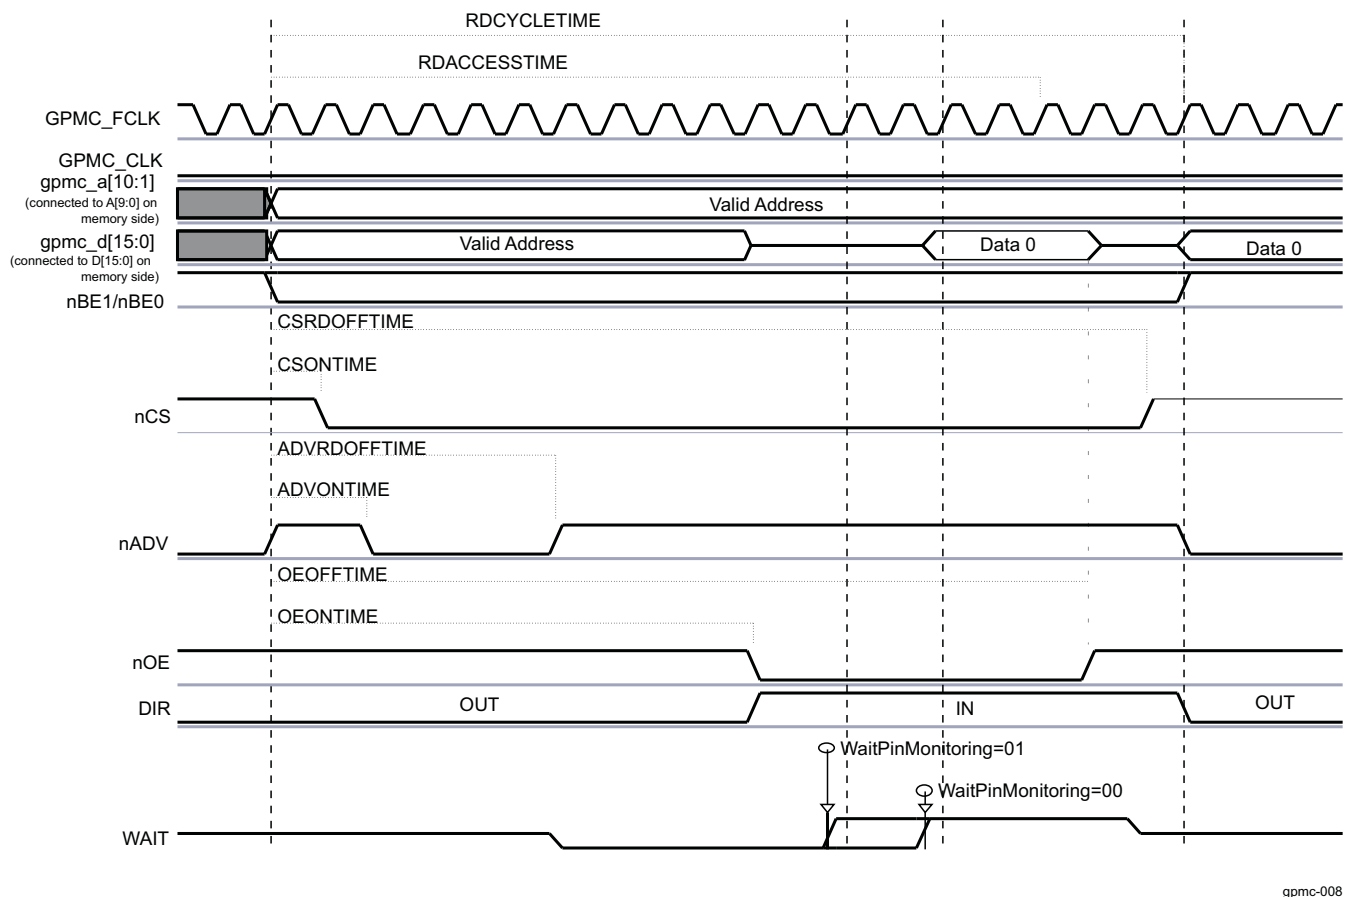 RDCYCLETIME
RDACCESSTIME
GPMC_FCLK
GPMC_CLK
gpmc_a[10:1]
(connected to A[9:0] on
memory side)
Valid Address
gpmc_d[15:0]
(connected to D[15:0] on
memory side)
Valid Address
Data 0
Data 0
nBE1/nBE0
CSRDOFFTIME
CSONTIME
nCS
ADVRDOFFTIME
ADVONTIME
nADV
OEOFFTIME
OEONTIME
nOE
DIR
OUT
IN
OUT
WaitPinMonitoring=01
WaitPinMonitoring=00
WAIT
gpmc-008